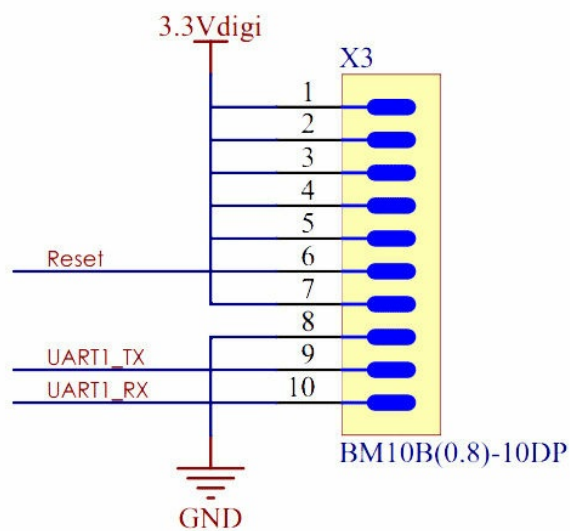 3.3Vdigi
X3
1
2
3
4
5
Reset 6
7
8
UART1_TX 9
UART1_RX 10
BM10B(0.8)-10DP
GND